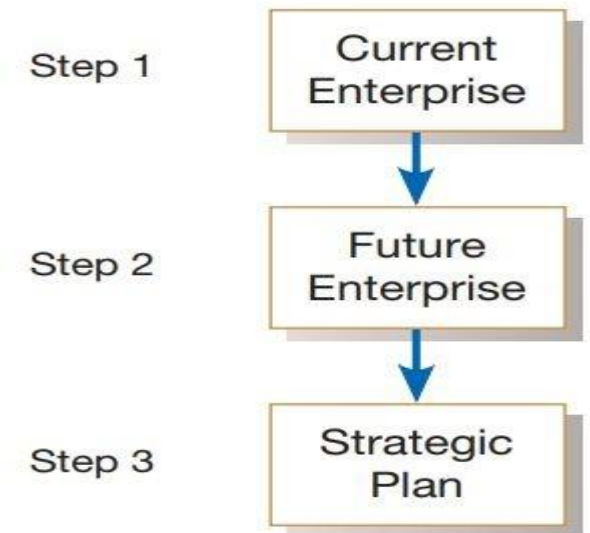 Step 1
Current
Enterprise
Step 2
Future
Enterprise
Step 3
Strategic
Plan